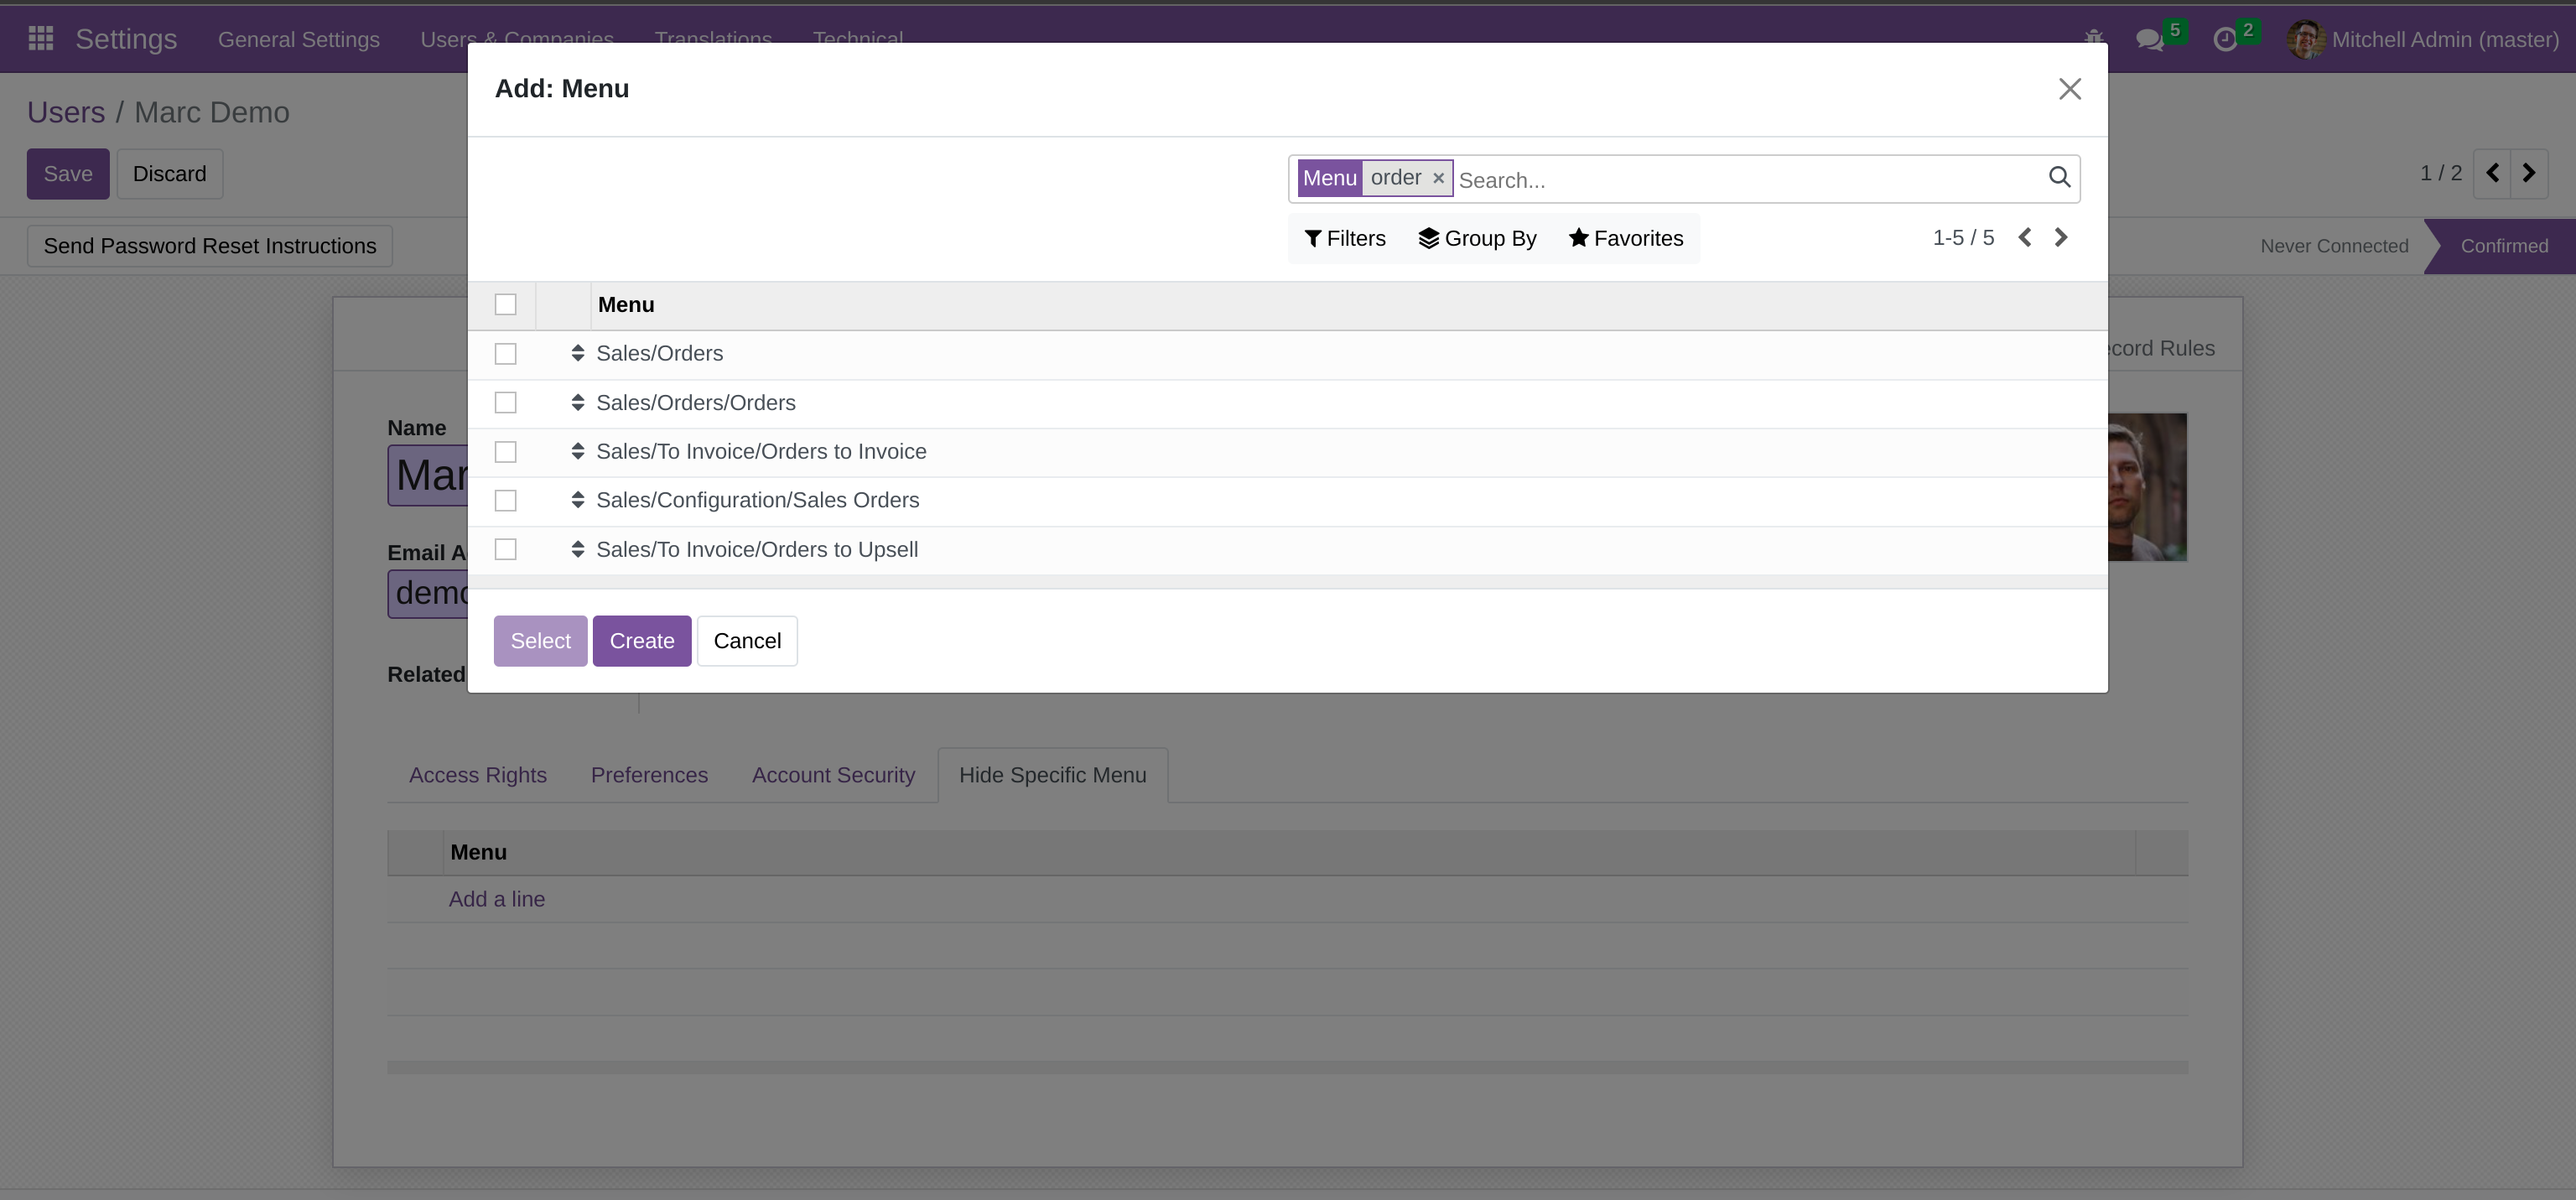 Settings General Settings Users & Companies Translations Technical 5 2 Mitchell Admin (master)
Add: Menu
Users / Marc Demo
Save Discard
Menu order × Search...
1 / 2
Filters Group By Favorites 1-5 / 5
Send Password Reset Instructions
Never Connected Confirmed
Menu
Sales/Orders
Record Rules
Sales/Orders/Orders
Name
Sales/To Invoice/Orders to Invoice
Mar
Sales/Configuration/Sales Orders
Sales/To Invoice/Orders to Upsell
Email A
demo
Select Create Cancel
Related
Access Rights Preferences Account Security Hide Specific Menu
Menu
Add a line